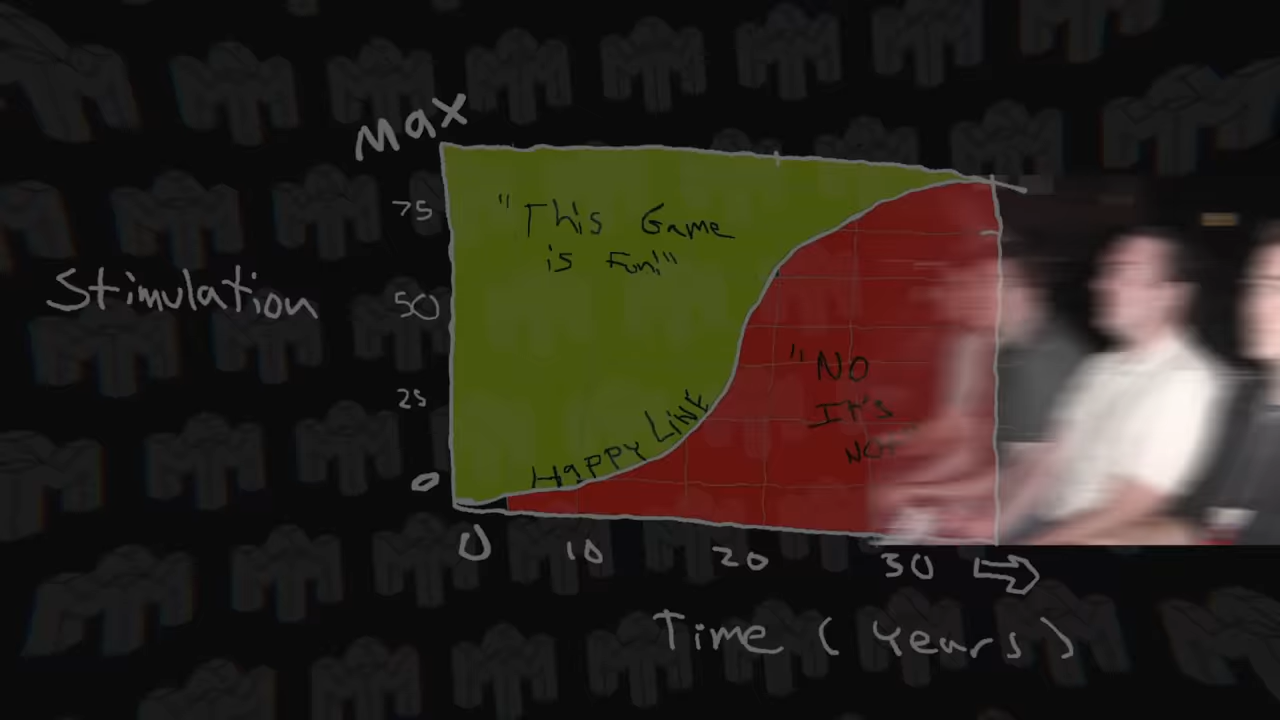 Max
75
50
25
0
Stimulation
"This Game
is Fun!"
Happy Line
"No
It's
Not"
0 10 20 30
Time (Years)